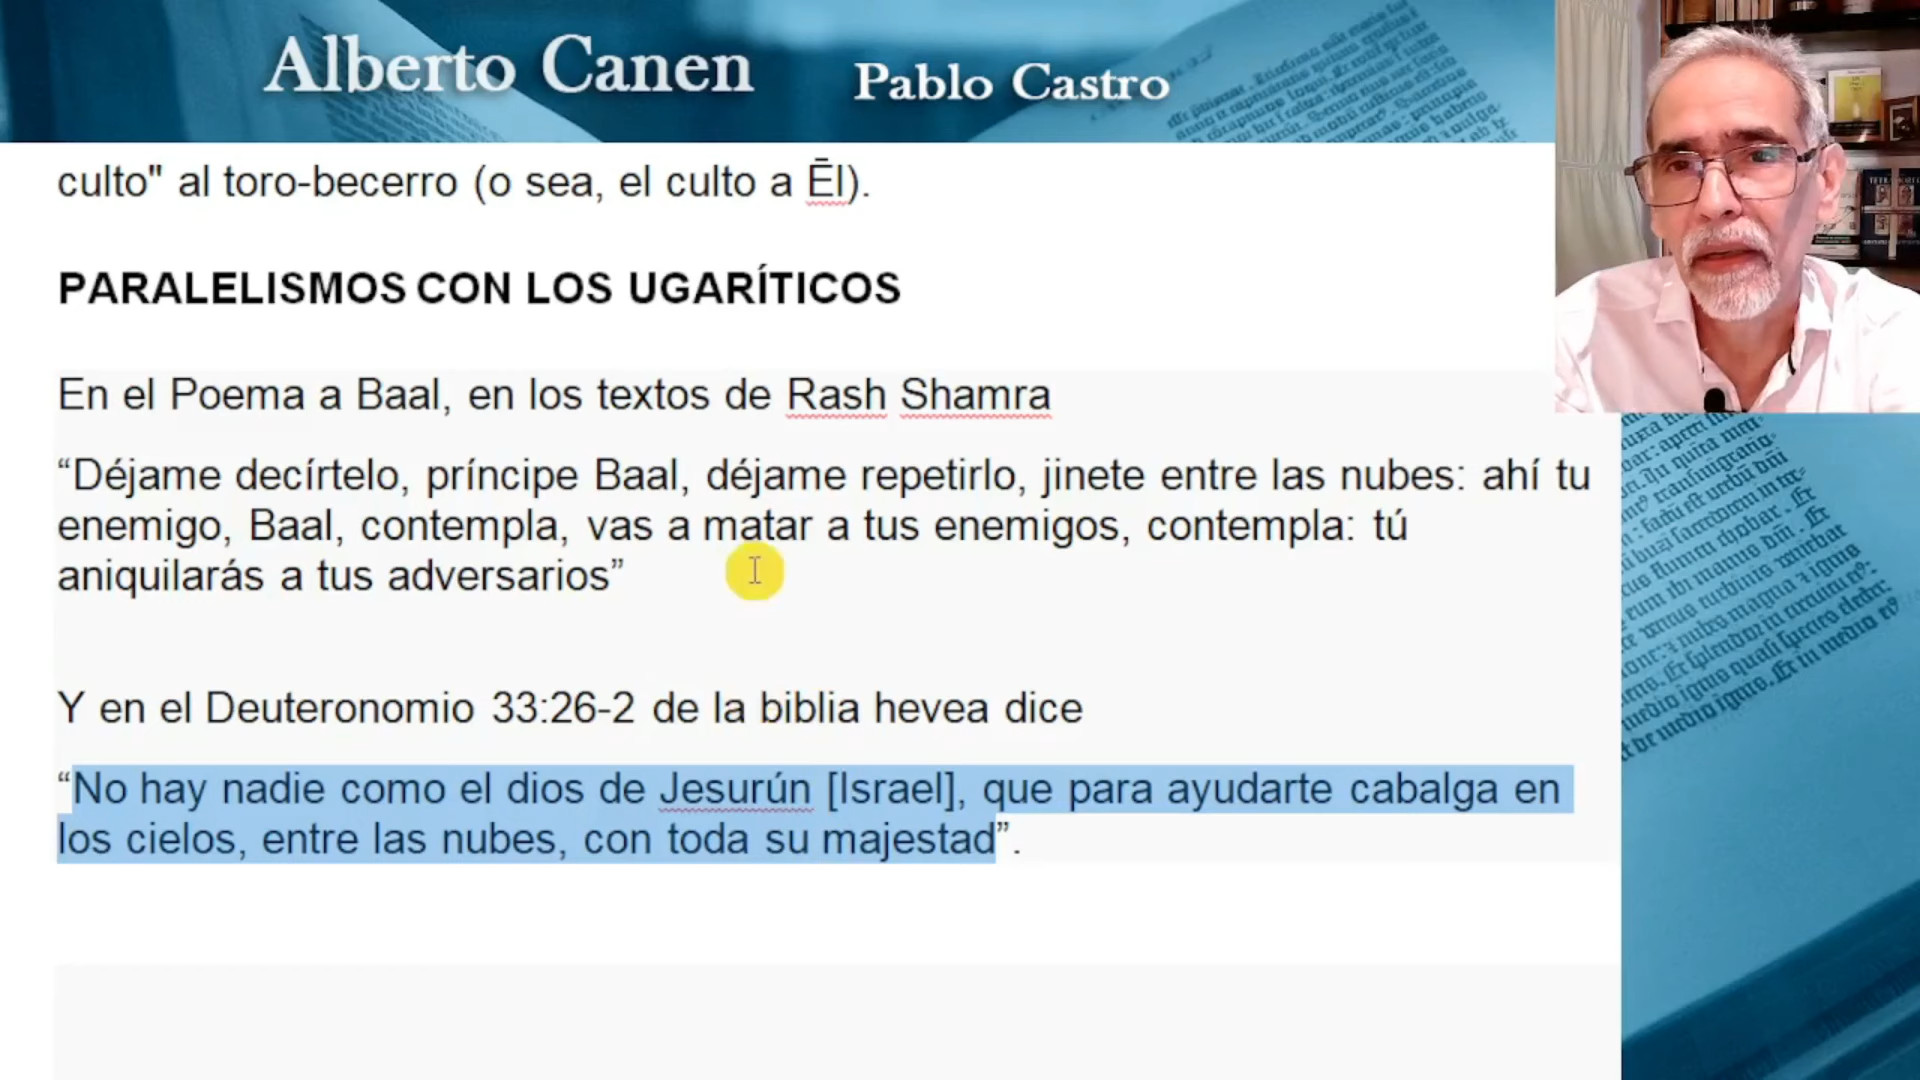 Alberto Canen
Pablo Castro
culto" al toro-becerro (o sea, el culto a Ēl).
PARALELISMOS CON LOS UGARÍTICOS
En el Poema a Baal, en los textos de Rash Shamra
“Déjame decírtelo, príncipe Baal, déjame repetirlo, jinete entre las nubes: ahí tu
enemigo, Baal, contempla, vas a matar a tus enemigos, contempla: tú
aniquilarás a tus adversarios”
Y en el Deuteronomio 33:26-2 de la biblia hevea dice
“No hay nadie como el dios de Jesurún [Israel], que para ayudarte cabalga en
los cielos, entre las nubes, con toda su majestad”.